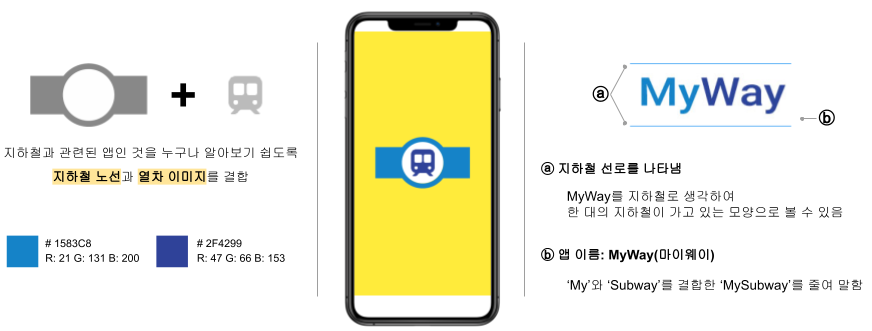 지하철과 관련된 앱인 것을 누구나 알아보기 쉽도록
지하철 노선과 열차 이미지를 결합
# 1583C8
R: 21 G: 131 B: 200
# 2F4299
R: 47 G: 66 B: 153
ⓐ MyWay
ⓑ
ⓐ 지하철 선로를 나타냄
MyWay를 지하철로 생각하여
한 대의 지하철이 가고 있는 모양으로 볼 수 있음
ⓑ 앱 이름: MyWay(마이웨이)
‘My’와 ‘Subway’를 결합한 ‘MySubway’를 줄여 말함